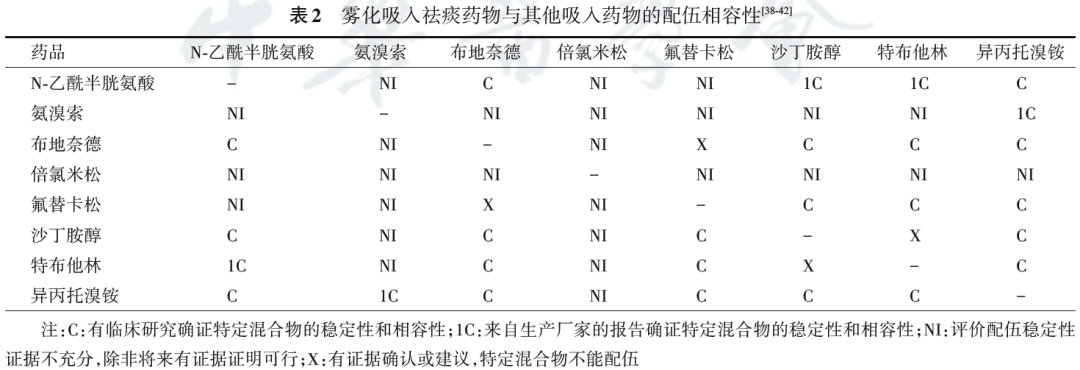 表2 雾化吸入祛痰药物与其他吸入药物的配伍相容性[38-42]
药品 N-乙酰半胱氨酸 氨溴索 布地奈德 倍氯米松 氟替卡松 沙丁胺醇 特布他林 异丙托溴铵
N-乙酰半胱氨酸 – NI C NI NI 1C 1C C
氨溴索 NI – NI NI NI NI NI 1C
布地奈德 C NI – NI X C C C
倍氯米松 NI NI NI – NI NI NI NI
氟替卡松 NI NI X NI – C C C
沙丁胺醇 C NI C NI C – X C
特布他林 1C NI C NI C X – C
异丙托溴铵 C 1C C NI C C C –
注:C:有临床研究确证特定混合物的稳定性和相容性;1C:来自生产厂家的报告确证特定混合物的稳定性和相容性;NI:评价配伍稳定性
证据不充分,除非将来有证据证明可行;X:有证据确认或建议,特定混合物不能配伍